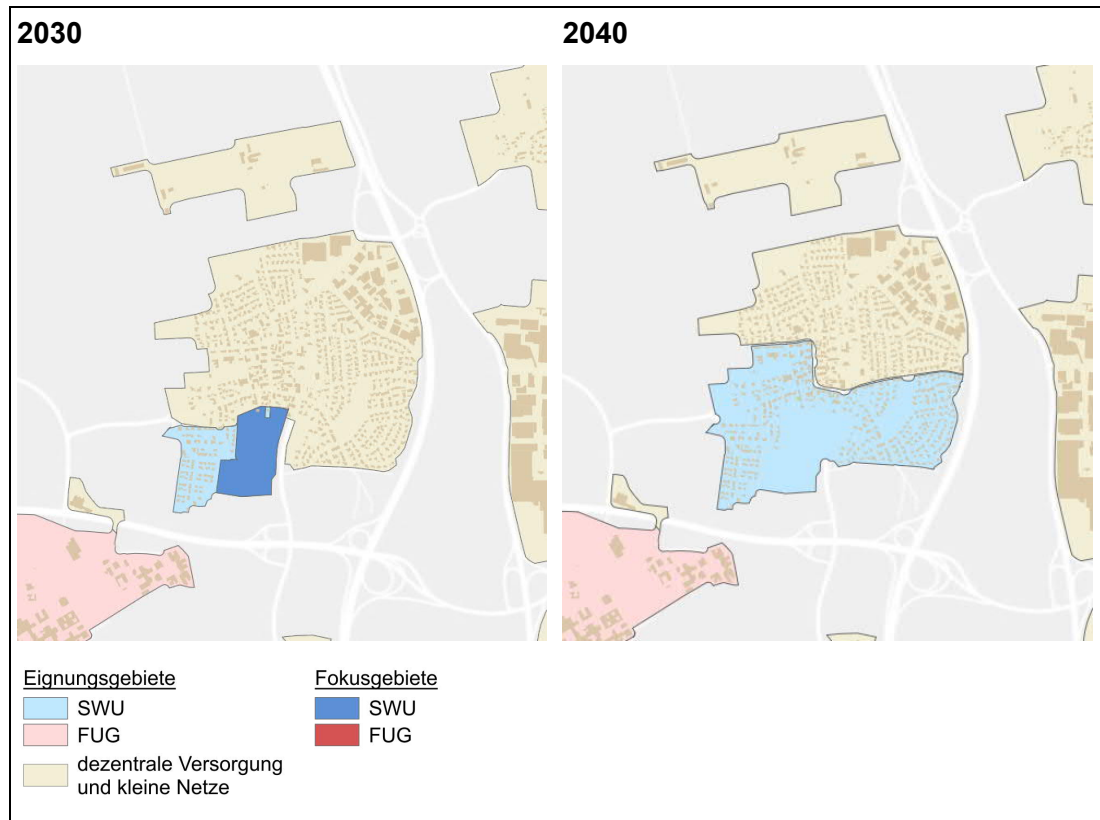 2030
2040
Eignungsgebiete
SWU
FUG
dezentrale Versorgung
und kleine Netze
Fokusgebiete
SWU
FUG